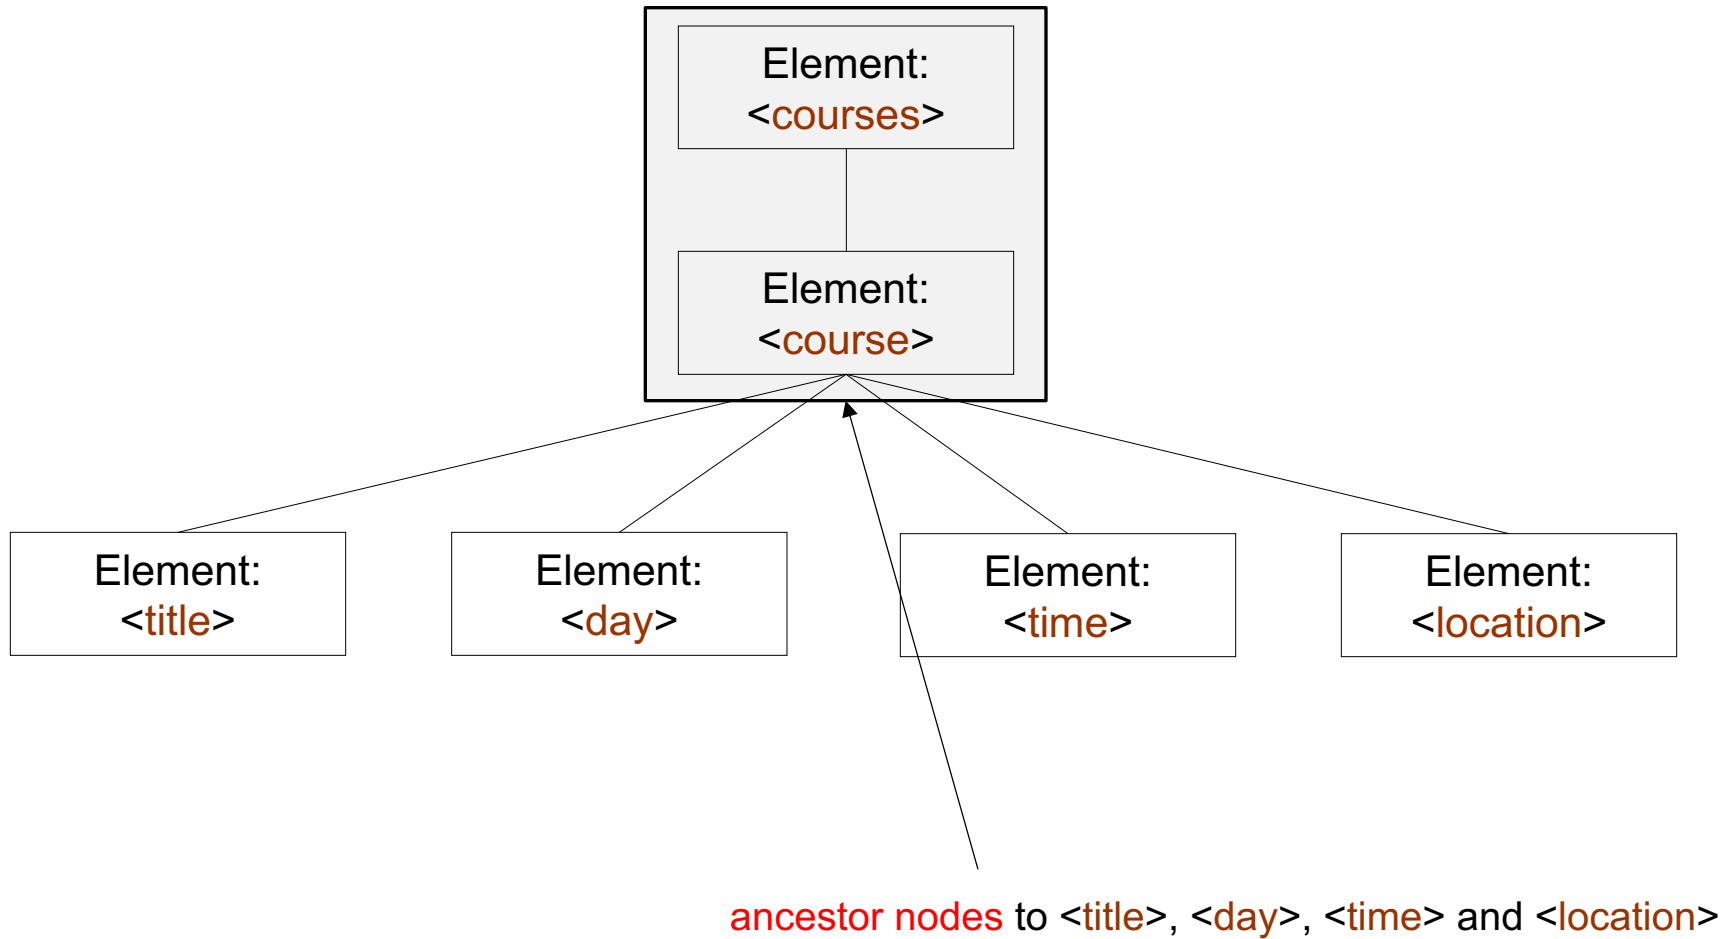 Element:
<courses>
Element:
<course>
Element:
<title>
Element:
<day>
Element:
<time>
Element:
<location>
ancestor nodes to <title>, <day>, <time> and <location>